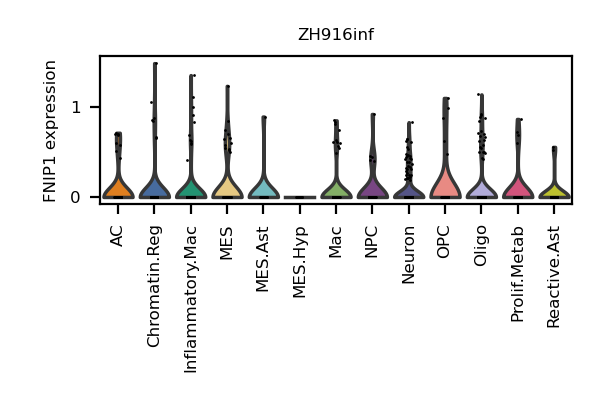 ZH916inf
FNIP1 expression
1
0
AC
Chromatin.Reg
Inflammatory.Mac
MES
MES.Ast
MES.Hyp
Mac
NPC
Neuron
OPC
Oligo
Prolif.Metab
Reactive.Ast